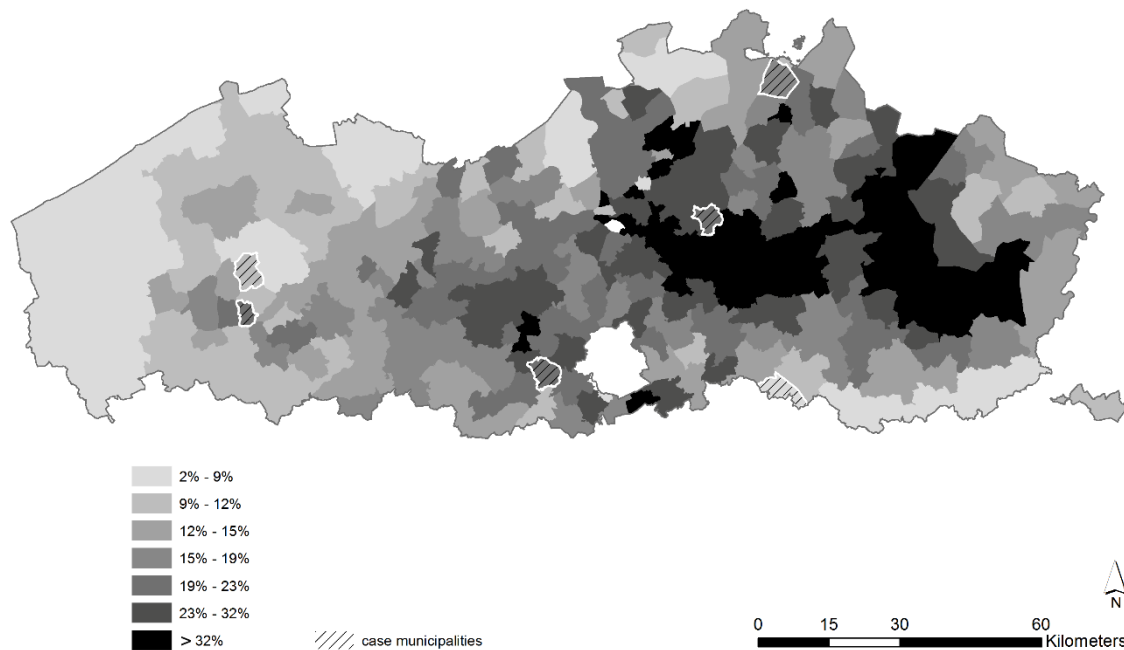 2% - 9%
9% - 12%
12% - 15%
15% - 19%
19% - 23%
23% - 32%
> 32%
case municipalities
N
0 15 30 60
Kilometers